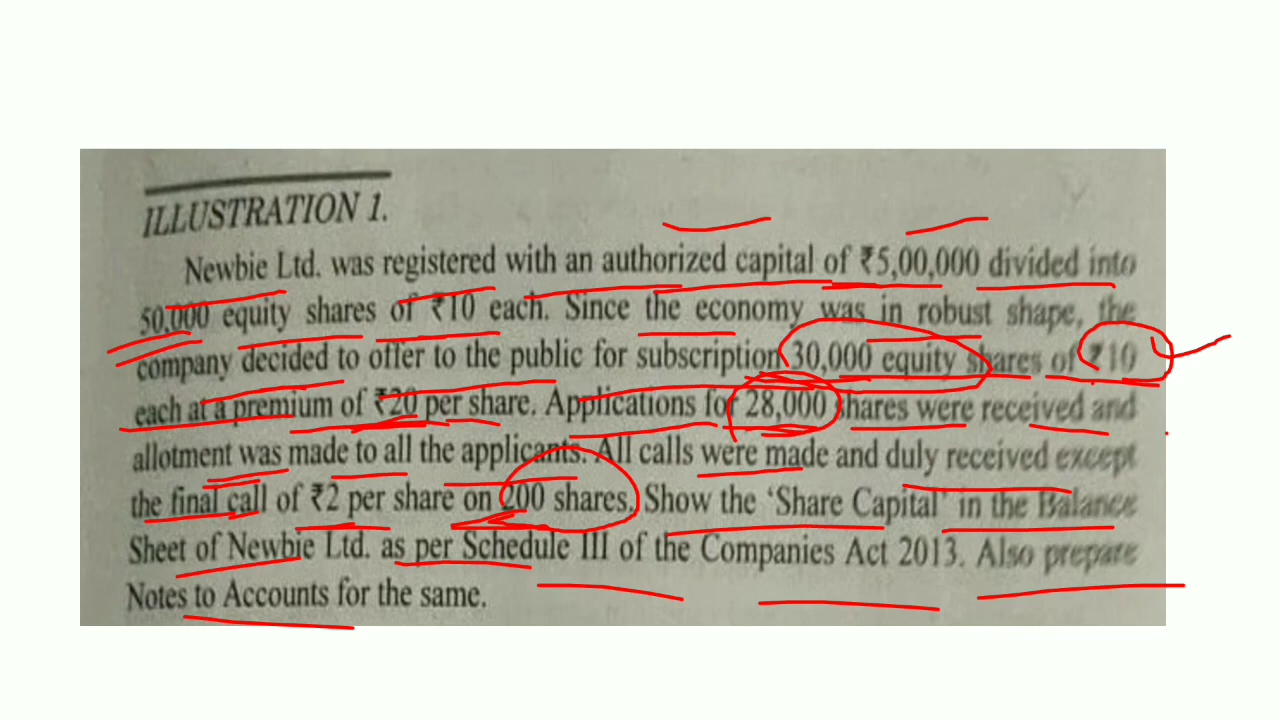 ILLUSTRATION 1.
Newbie Ltd. was registered with an authorized capital of ₹5,00,000 divided into
50,000 equity shares of ₹10 each. Since the economy was in robust shape, the
company decided to offer to the public for subscription 30,000 equity shares of ₹10
each at a premium of ₹20 per share. Applications for 28,000 shares were received and
allotment was made to all the applicants. All calls were made and duly received except
the final call of ₹2 per share on 200 shares. Show the ‘Share Capital’ in the Balance
Sheet of Newbie Ltd. as per Schedule III of the Companies Act 2013. Also prepare
Notes to Accounts for the same.